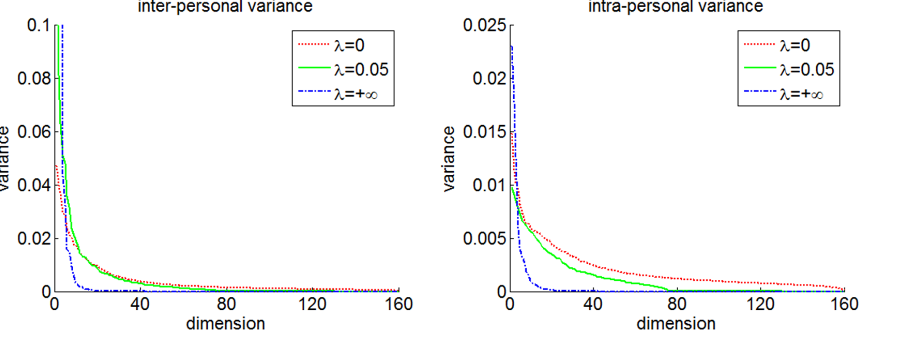 inter-personal variance
0.1
0.08
0.06
0.04
0.02
0
variance
λ=0
λ=0.05
λ=+∞
0 40 80 120 160
dimension
intra-personal variance
0.025
0.02
0.015
0.01
0.005
0
variance
λ=0
λ=0.05
λ=+∞
0 40 80 120 160
dimension